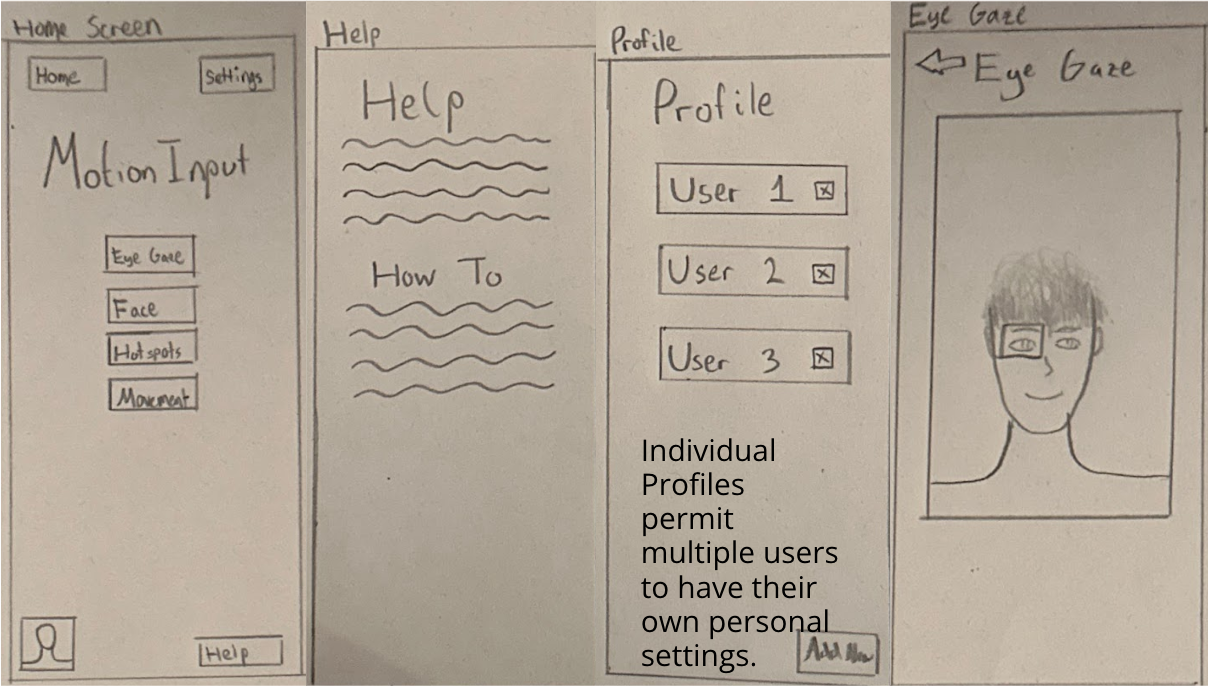 Home Screen
Home
Settings
Motion Input
Eye Gaze
Face
Hotspots
Movement
Help
Help
Help
How To
Profile
Profile
User 1
User 2
User 3
Individual
Profiles
permit
multiple users
to have their
own personal
settings.
Add New
Eye Gaze
Eye Gaze